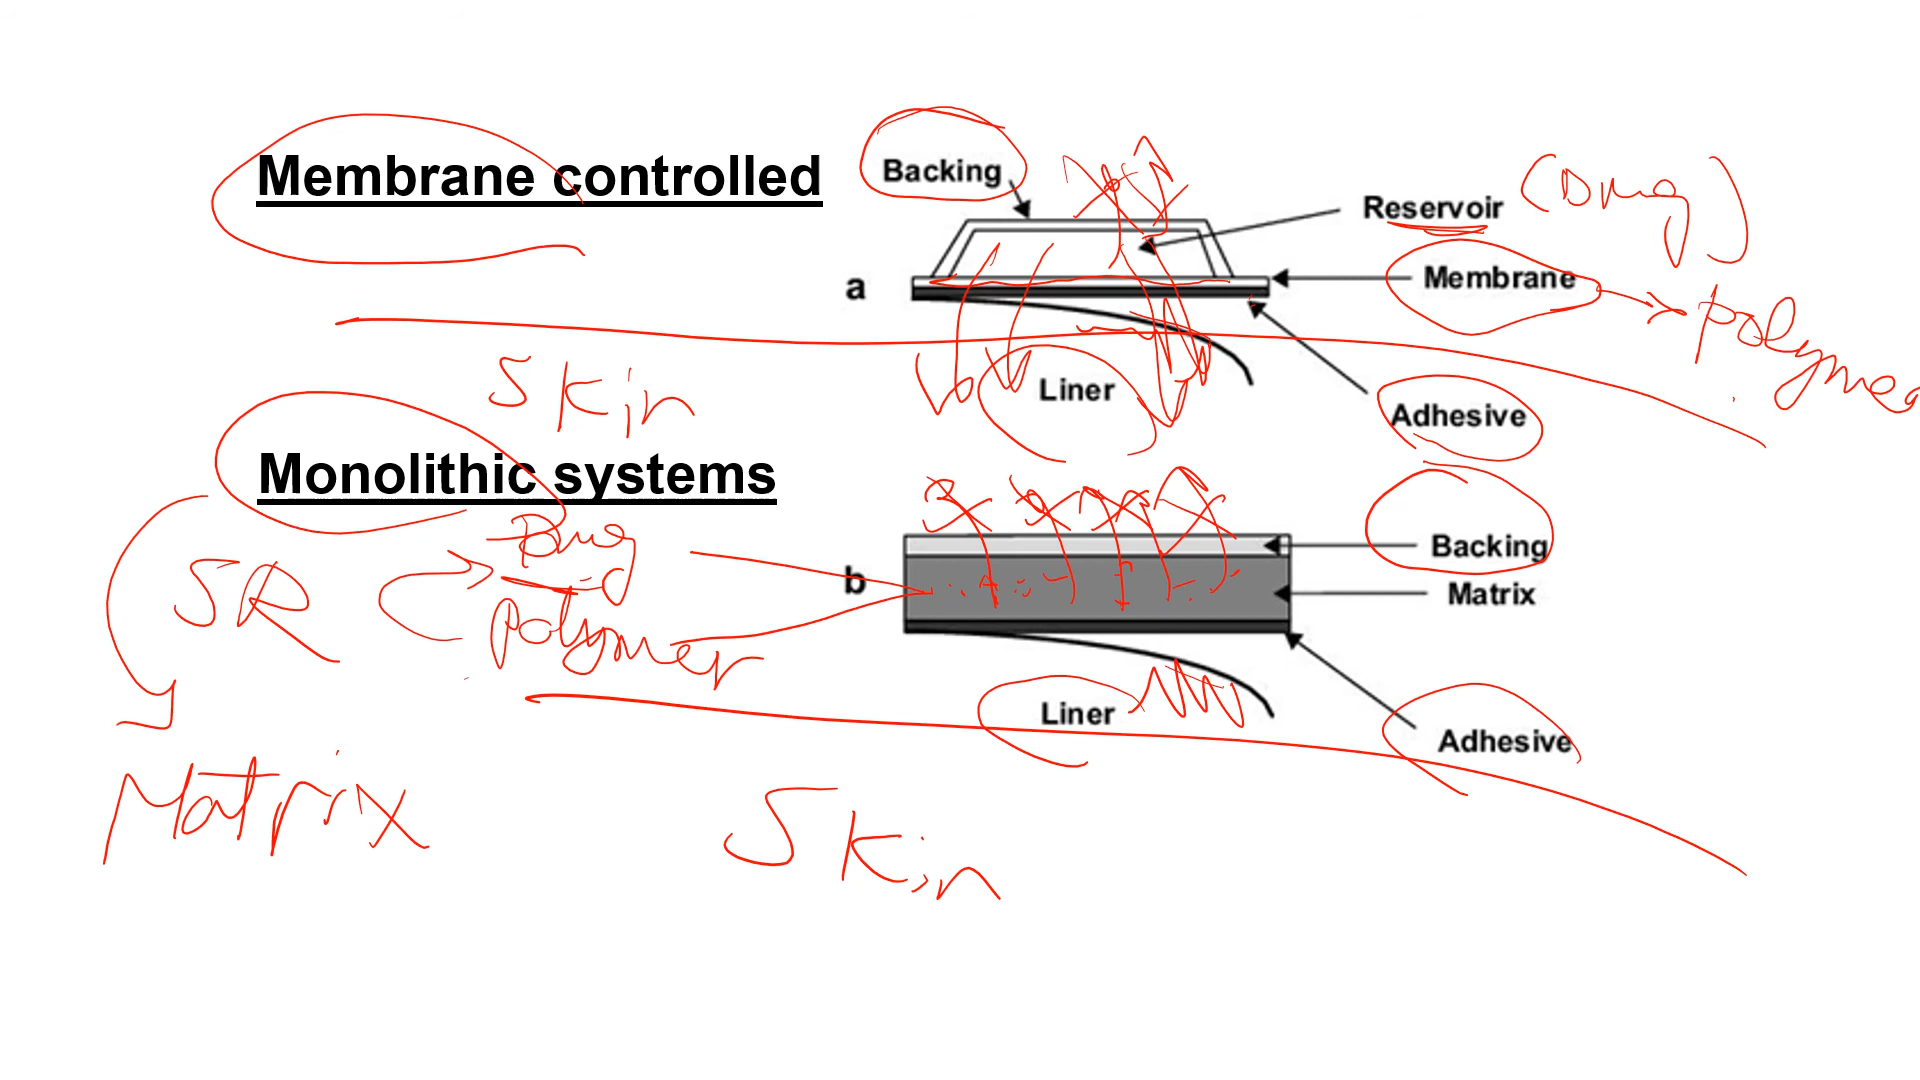 Membrane controlled
Backing
Reservoir (Drug)
Membrane
Polymer
a
Skin
Liner
Adhesive
Monolithic systems
Drug
Backing
SR
b
Matrix
Polymer
Liner
Adhesive
Matrix
Skin